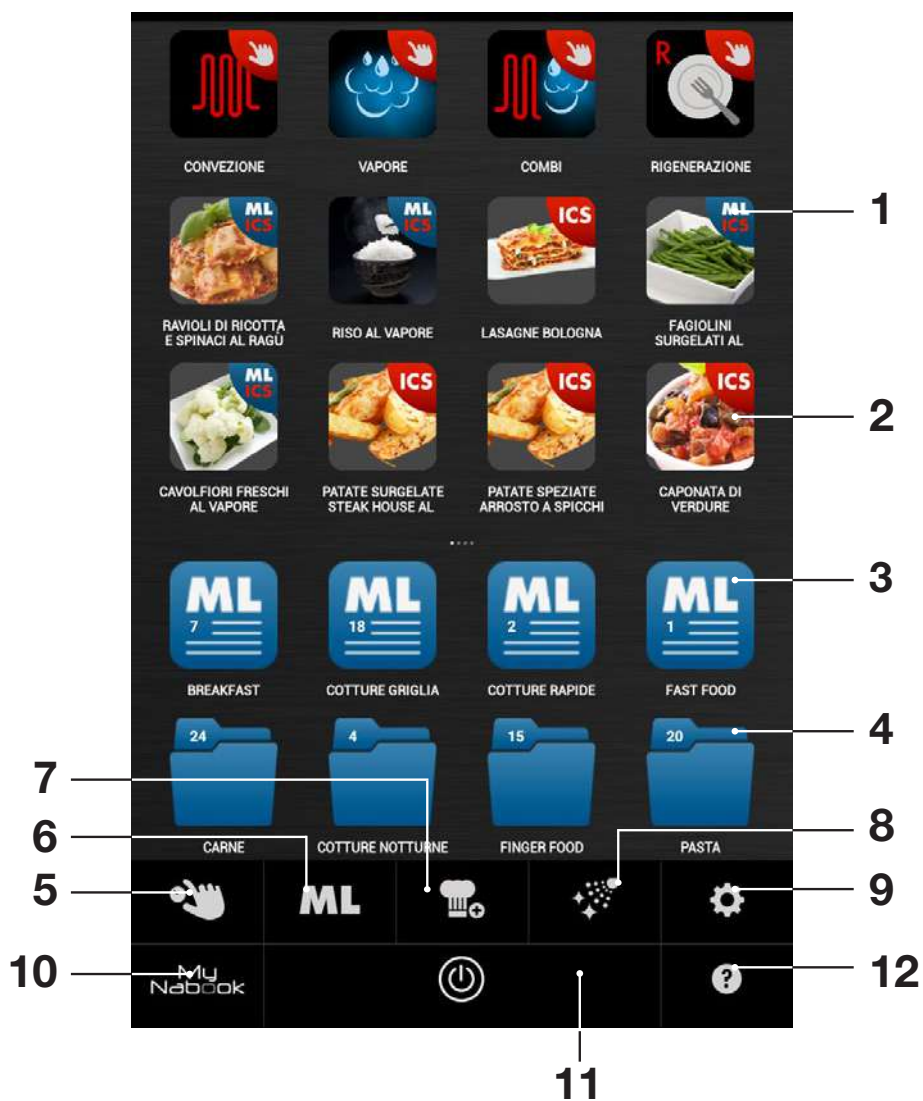 R
CONVEZIONE
VAPORE
COMBI
RIGENERAZIONE
ML
ICS
ML
ICS
ICS
ML
ICS
1
RAVIOLI DI RICOTTA
E SPINACI AL RAGÙ
RISO AL VAPORE
LASAGNE BOLOGNA
FAGIOLINI
SURGELATI AL
ML
ICS
ICS
ICS
ICS
2
CAVOLFIORI FRESCHI
AL VAPORE
PATATE SURGELATE
STEAK HOUSE AL
PATATE SPEZIATE
ARROSTO A SPICCHI
CAPONATA DI
VERDURE
ML
7
ML
18
ML
2
ML
1
3
BREAKFAST
COTTURE GRIGLIA
COTTURE RAPIDE
FAST FOOD
24
4
15
20
4
CARNE
COTTURE NOTTURNE
FINGER FOOD
PASTA
7
6
8
5
ML
9
10
My
Nabook
?
12
11